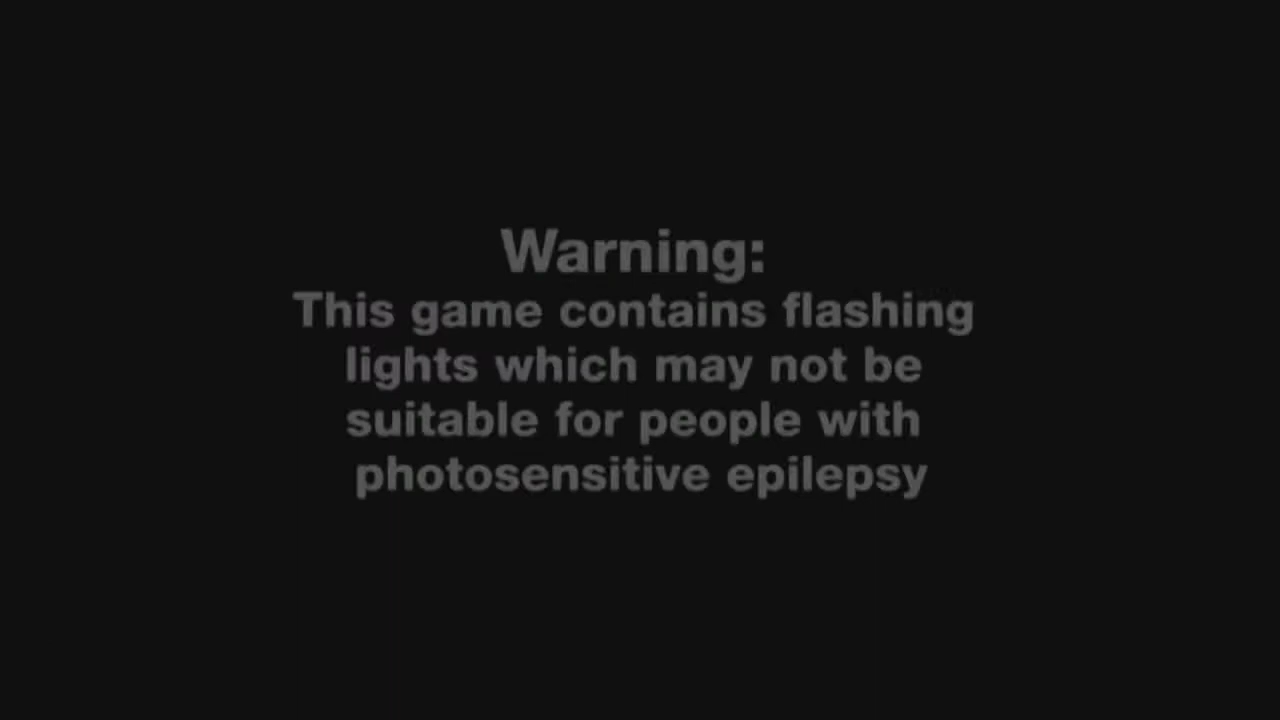 Warning:
This game contains flashing
lights which may not be
suitable for people with
photosensitive epilepsy